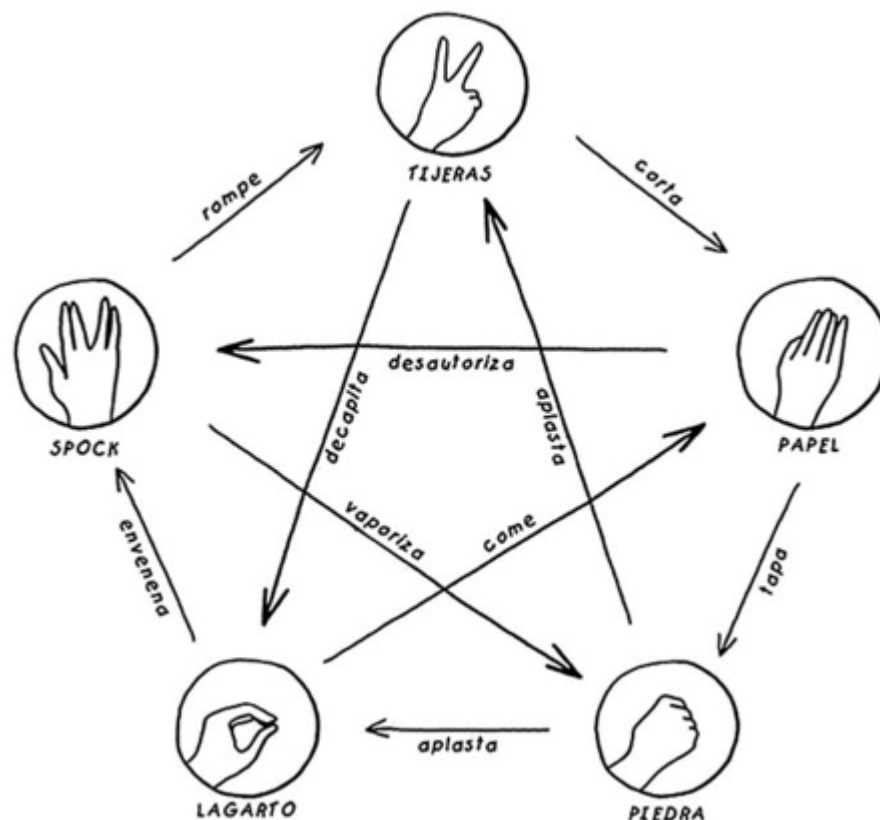 TIJERAS
rompe
corta
SPOCK
desautoriza
PAPEL
decapita
aplasta
vaporiza
come
envenena
tapa
LAGARTO
aplasta
PIEDRA